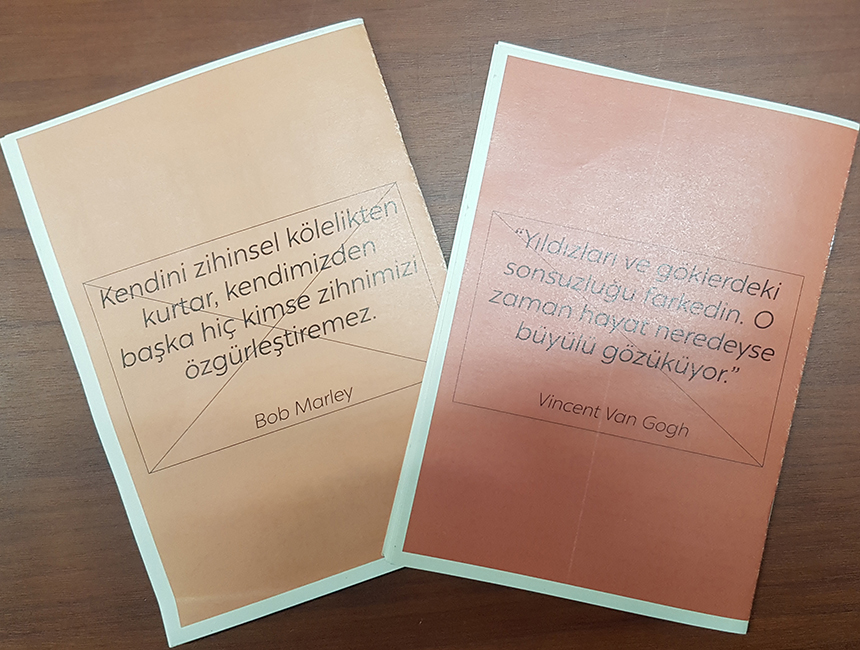 Kendini zihinsel kölelikten
kurtar, kendimizden
başka hiç kimse zihnimizi
özgürleştiremez.
Bob Marley
“Yıldızları ve göklerdeki
sonsuzluğu farkedin. O
zaman hayat neredeyse
büyülü gözüküyor.”
Vincent Van Gogh